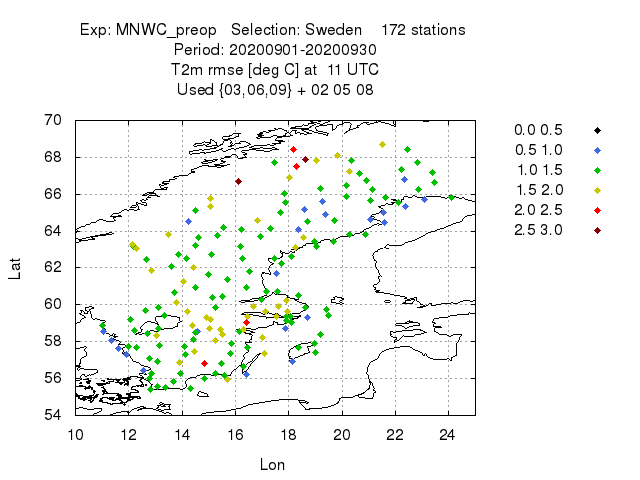 Exp: MNWC_preop   Selection: Sweden    172 stations
Period: 20200901-20200930
T2m rmse [deg C] at  11 UTC
Used {03,06,09} + 02 05 08
70
68
66
64
62
60
58
56
54
Lat
10 12 14 16 18 20 22 24
Lon
0.0 0.5
0.5 1.0
1.0 1.5
1.5 2.0
2.0 2.5
2.5 3.0